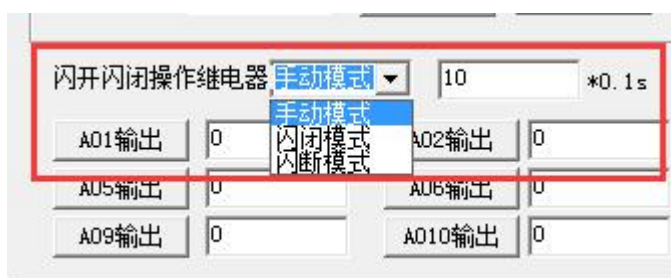 闪开闪闭操作继电器 手动模式 10 *0.1s
手动模式
闪闭模式
闪断模式
A01输出 0 A02输出 0
A05输出 0 A06输出 0
A09输出 0 A010输出 0